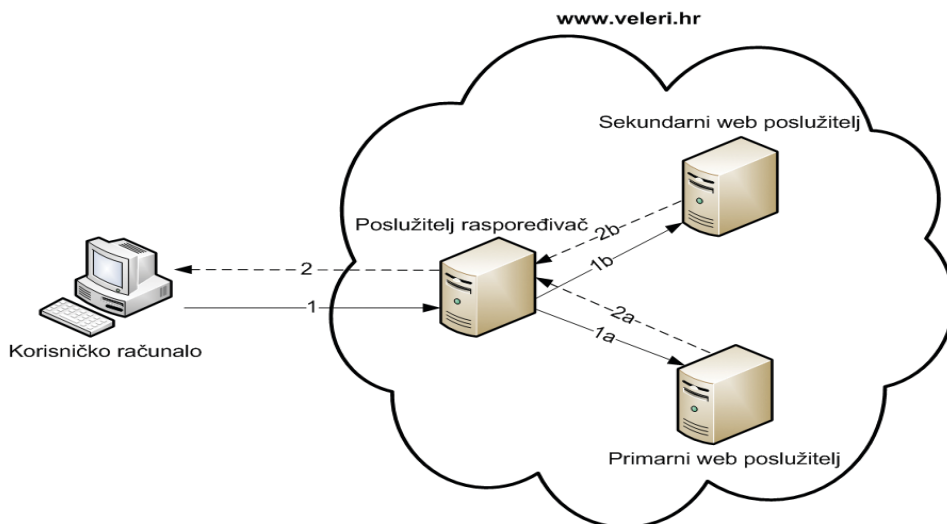 www.veleri.hr
Sekundarni web poslužitelj
Poslužitelj raspoređivač
2b
1b
2
1
2a
1a
Korisničko računalo
Primarni web poslužitelj